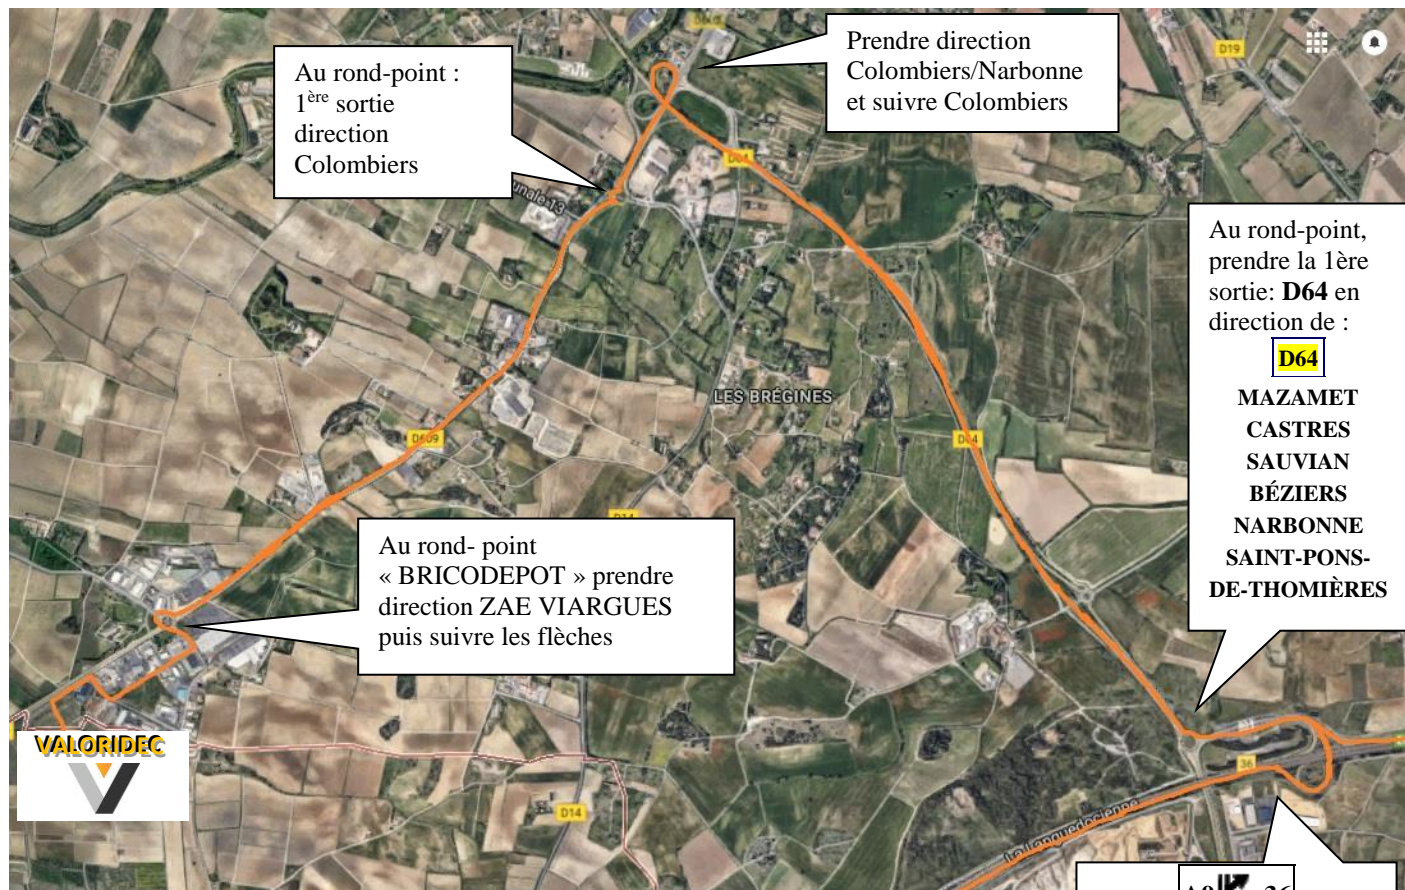 Au rond-point :
1ère sortie
direction
Colombiers
Prendre direction
Colombiers/Narbonne
et suivre Colombiers
D19
D64
Au rond-point,
prendre la 1ère
sortie: D64 en
direction de :
D64
MAZAMET
CASTRES
SAUVIAN
BÉZIERS
NARBONNE
SAINT-PONS-
DE-THOMIÈRES
LES BRÉGINES
D609
D64
D14
Au rond- point
« BRICODEPOT » prendre
direction ZAE VIARGUES
puis suivre les flèches
VALORIDEC
36
D14
La Languedocienne
A9 36